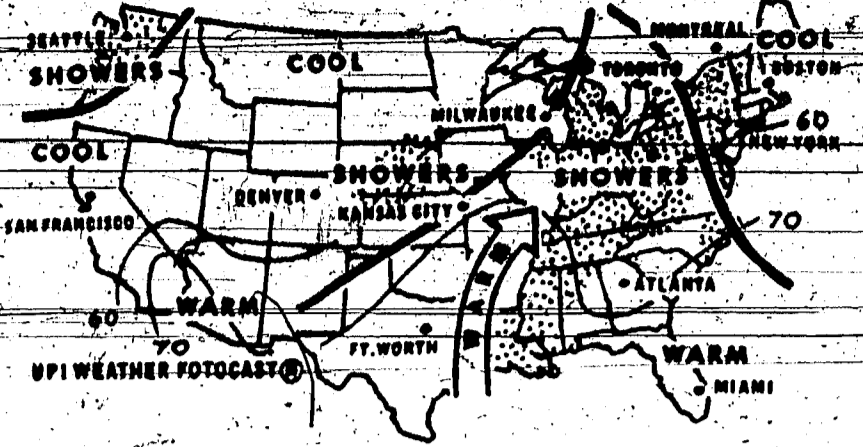 MONTREAL
SEATTLE
COOL
SHOWERS
COOL
TORONTO
BOSTON
MILWAUKEE
60
NEW YORK
COOL
SHOWERS
SHOWERS
DENVER
KANSAS CITY
SAN FRANCISCO
70
WARM
ATLANTA
WARM
60
70
FT. WORTH
WARM
UPI WEATHER FOTOCAST ®
MIAMI